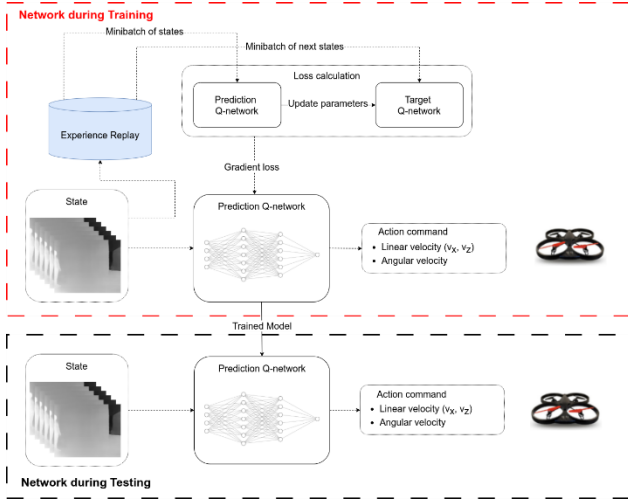 Network during Training
Minibatch of states
Minibatch of next states
Loss calculation
Prediction
Q-network
Update parameters
Target
Q-network
Experience Replay
Gradient loss
State
Prediction Q-network
Action command
• Linear velocity (vx, vz)
• Angular velocity
Trained Model
State
Prediction Q-network
Action command
• Linear velocity (vx, vz)
• Angular velocity
Network during Testing